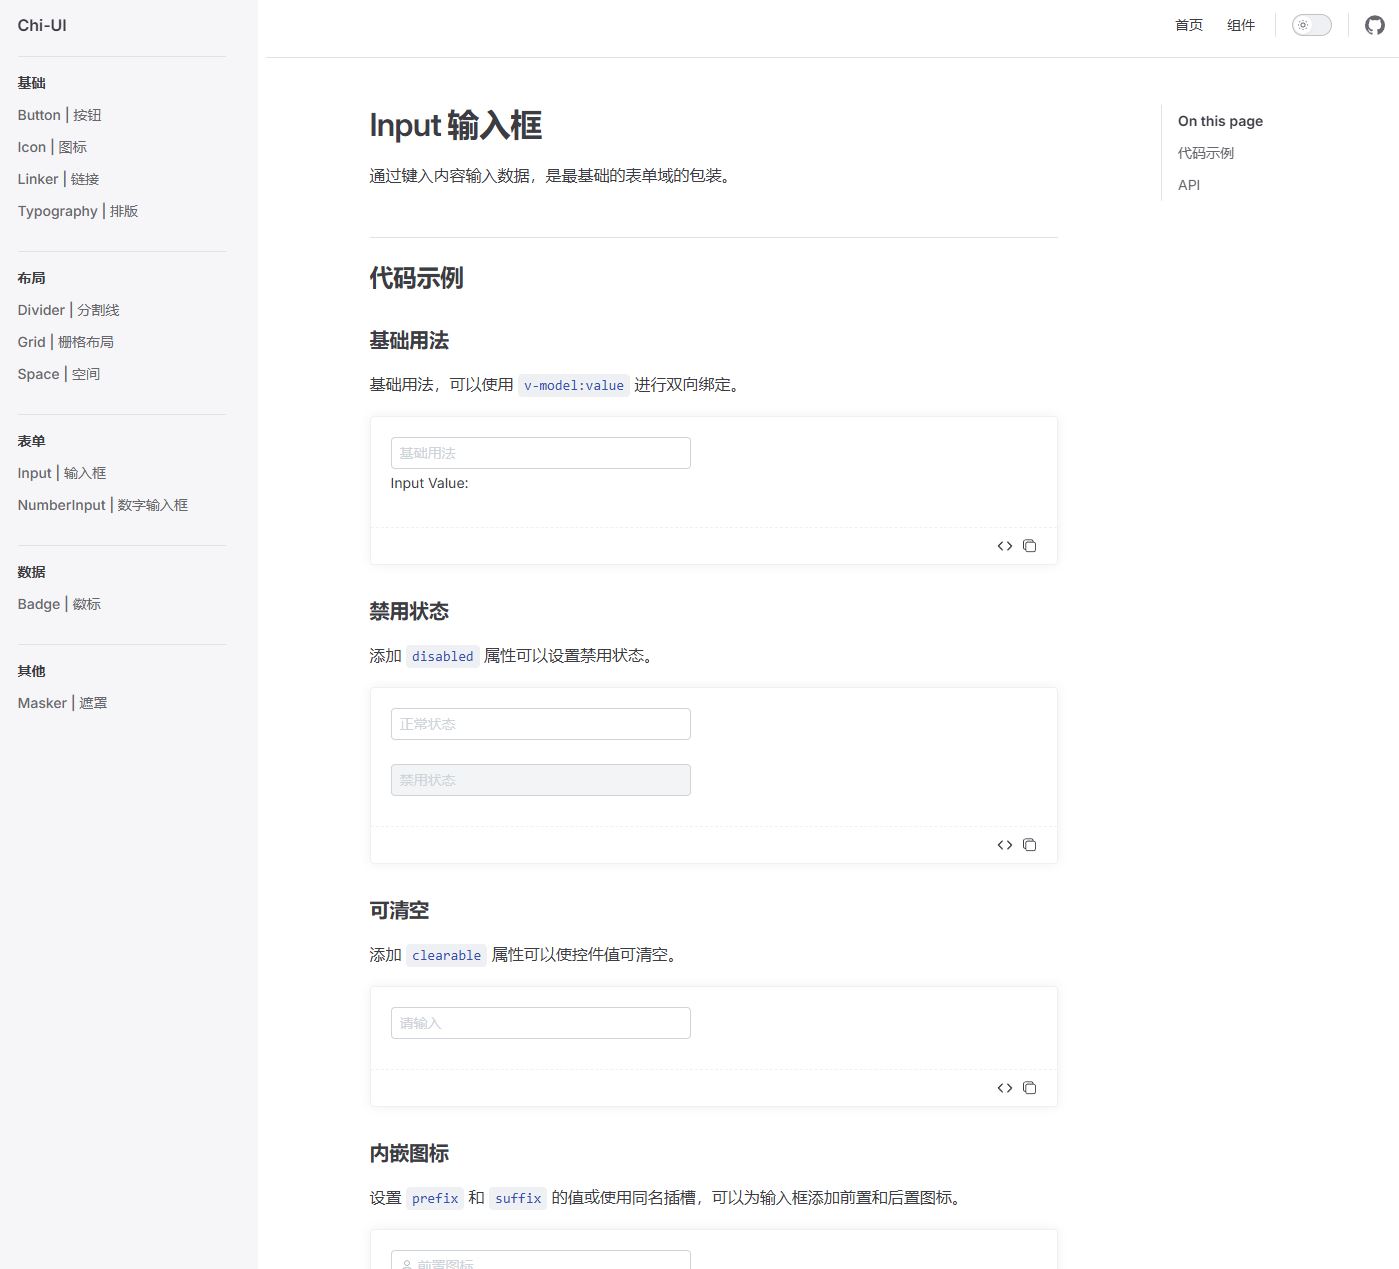 Chi-UI
首页
组件
基础
Button | 按钮
Icon | 图标
Linker | 链接
Typography | 排版
布局
Divider | 分割线
Grid | 栅格布局
Space | 空间
表单
Input | 输入框
NumberInput | 数字输入框
数据
Badge | 徽标
其他
Masker | 遮罩
Input 输入框
通过键入内容输入数据，是最基础的表单域的包装。
代码示例
基础用法
基础用法，可以使用 v-model:value 进行双向绑定。
基础用法
Input Value:
禁用状态
添加 disabled 属性可以设置禁用状态。
正常状态
禁用状态
可清空
添加 clearable 属性可以使控件值可清空。
请输入
内嵌图标
设置 prefix 和 suffix 的值或使用同名插槽，可以为输入框添加前置和后置图标。
前置图标
On this page
代码示例
API